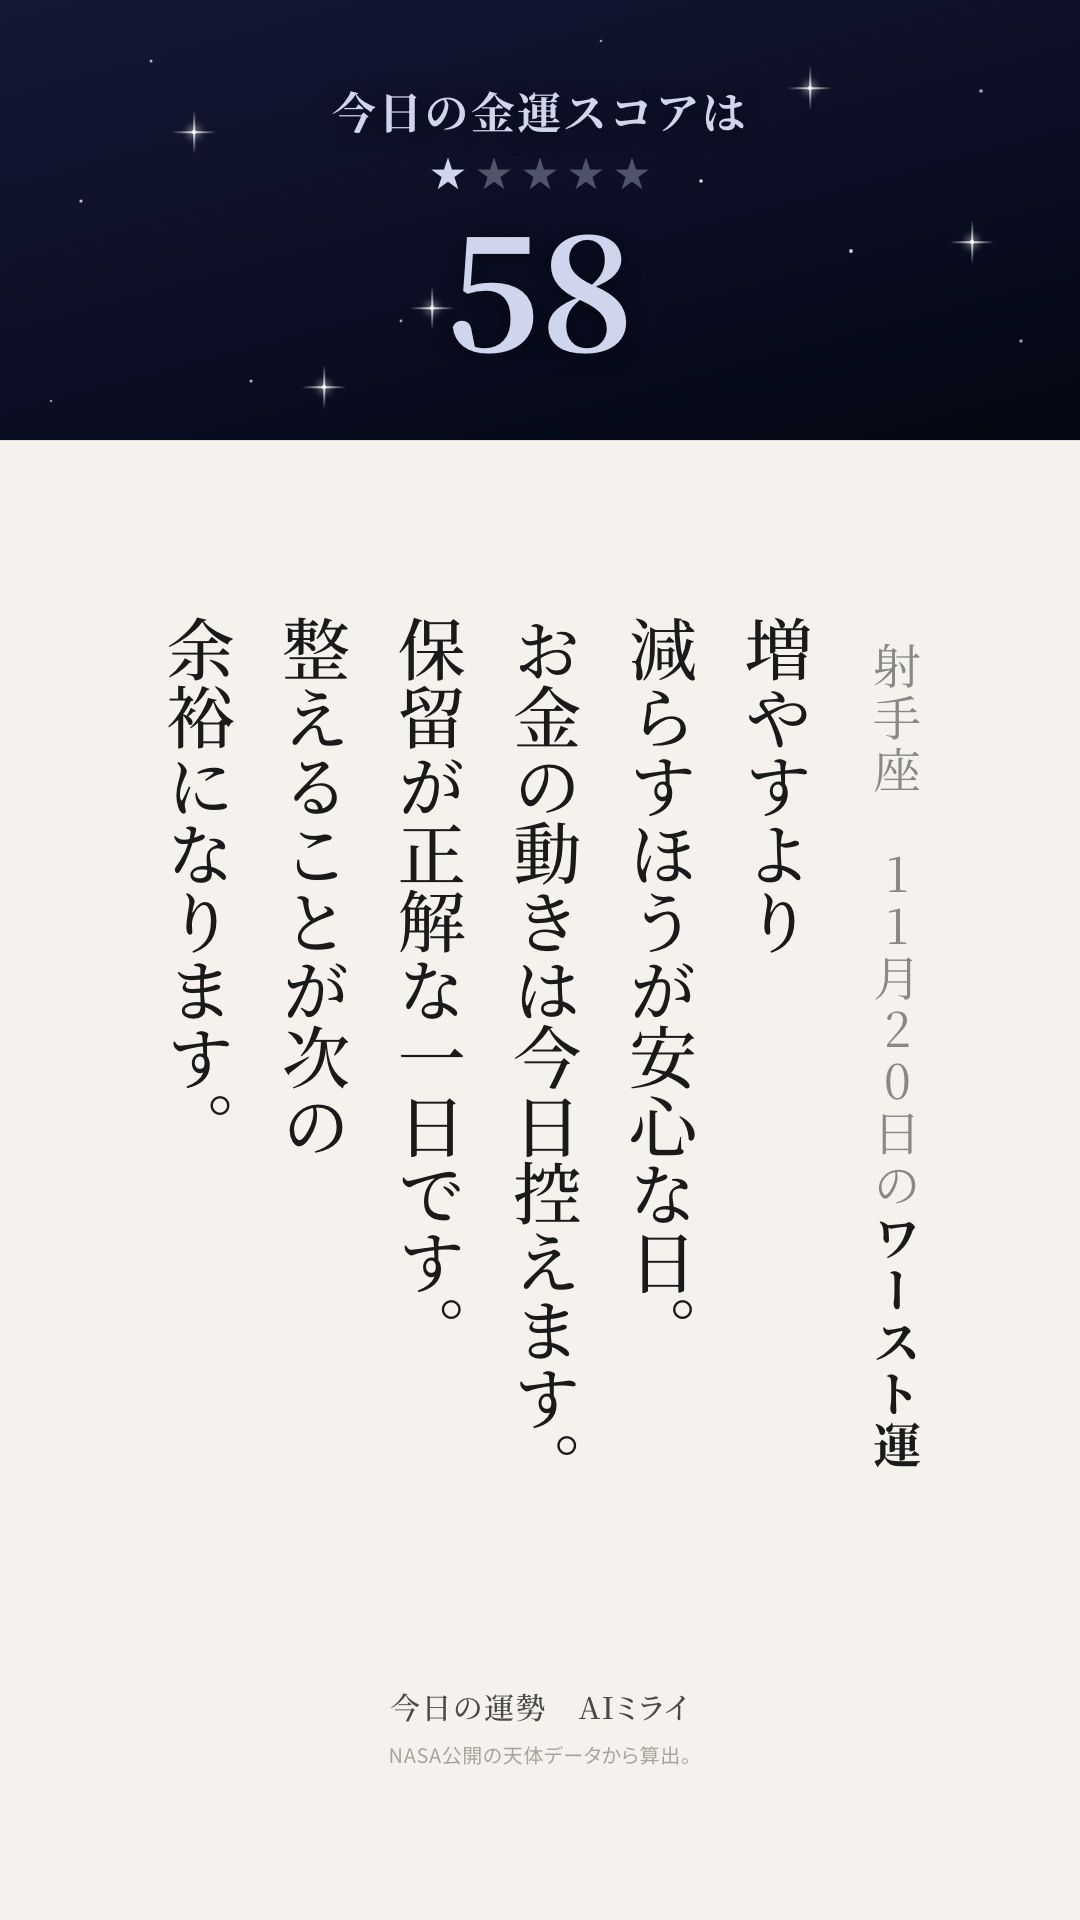 今日の金運スコアは
★★★★★
58
射手座　11月20日のワースト運
増やすより
減らすほうが安心な日。
お金の動きは今日控えます。
保留が正解な一日です。
整えることが次の
余裕になります。
今日の運勢　AIミライ
NASA公開の天体データから算出。